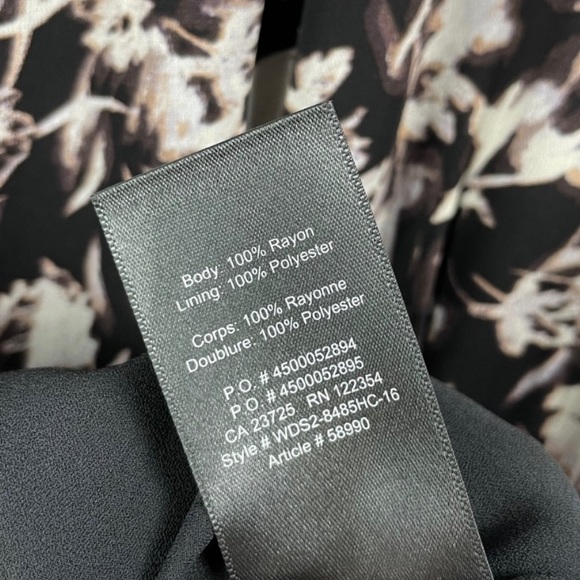 Body: 100% Rayon
Lining: 100% Polyester
Corps: 100% Rayonne
Doublure: 100% Polyester
P.O. # 4500052894
P.O. # 4500052895
CA 23725 RN 122354
Style # WDS2-8485HC-16
Article # 58990